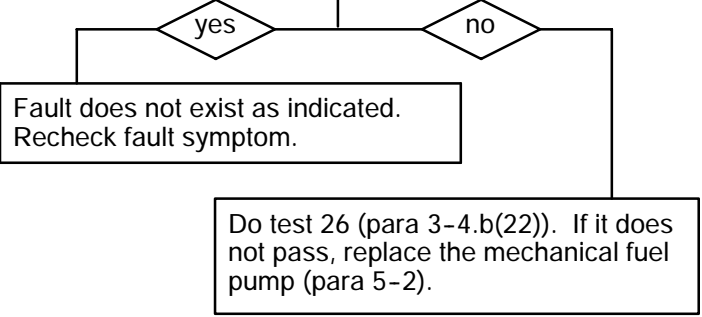 yes
no
Fault does not exist as indicated.
Recheck fault symptom.
Do test 26 (para 3-4.b(22)). If it does
not pass, replace the mechanical fuel
pump (para 5-2).